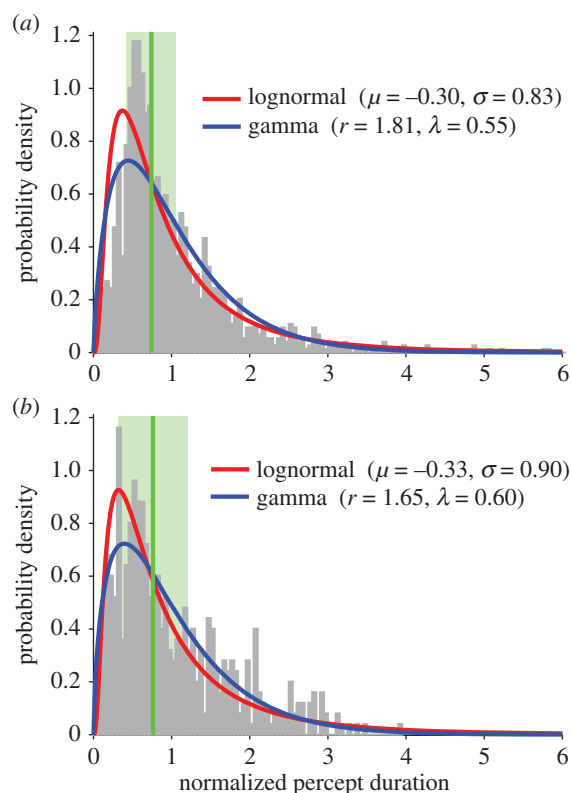 (a)
1.2
1.0
0.8
0.6
0.4
0.2
0
probability density
lognormal (μ = –0.30, σ = 0.83)
gamma (r = 1.81, λ = 0.55)
0 1 2 3 4 5 6
(b)
1.2
1.0
0.8
0.6
0.4
0.2
0
probability density
lognormal (μ = –0.33, σ = 0.90)
gamma (r = 1.65, λ = 0.60)
0 1 2 3 4 5 6
normalized percept duration